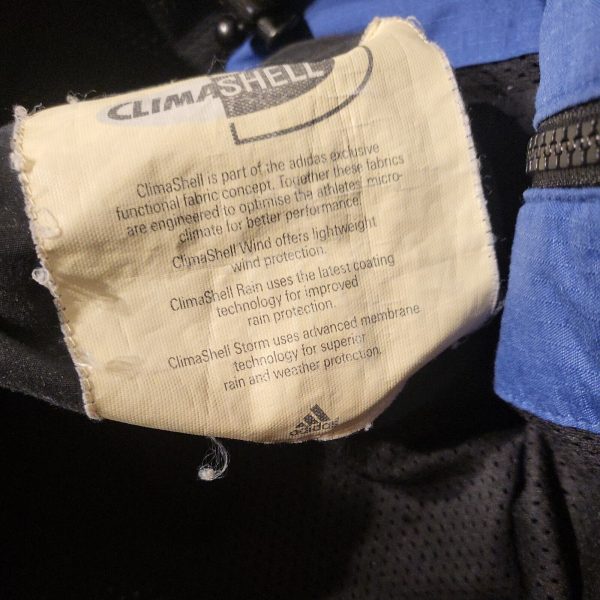 CLIMASHELL
ClimaShell is part of the adidas exclusive
functional fabric concept. Together these fabrics
are engineered to optimise the athletes' micro-
climate for better performance.
ClimaShell Wind offers lightweight
wind protection.
ClimaShell Rain uses the latest coating
technology for improved
rain protection.
ClimaShell Storm uses advanced membrane
technology for superior
rain and weather protection.
adidas